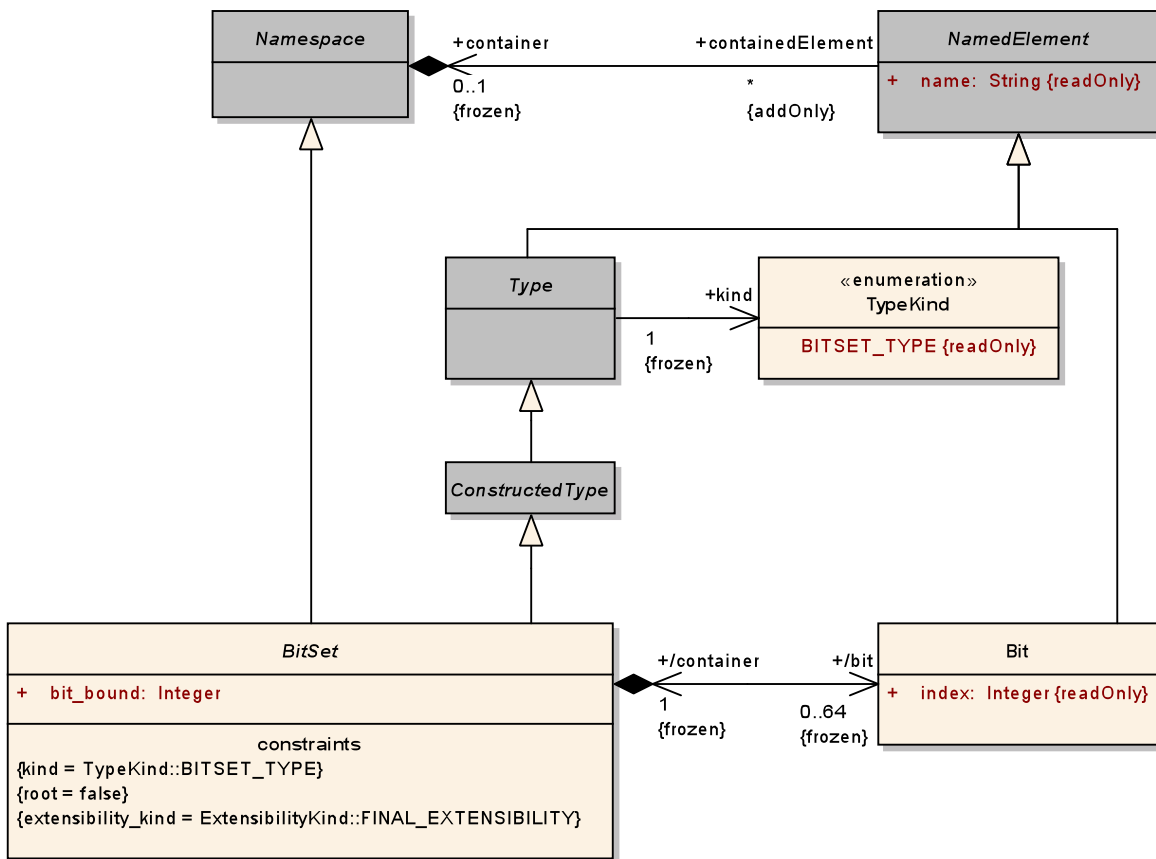 Namespace
+container
+containedElement
NamedElement
0..1
{frozen}
*
{addOnly}
+ name: String {readOnly}
Type
+kind
1
{frozen}
«enumeration»
TypeKind
BITSET_TYPE {readOnly}
ConstructedType
BitSet
+ bit_bound: Integer
constraints
{kind = TypeKind::BITSET_TYPE}
{root = false}
{extensibility_kind = ExtensibilityKind::FINAL_EXTENSIBILITY}
+/container
+/bit
1
{frozen}
0..64
{frozen}
Bit
+ index: Integer {readOnly}